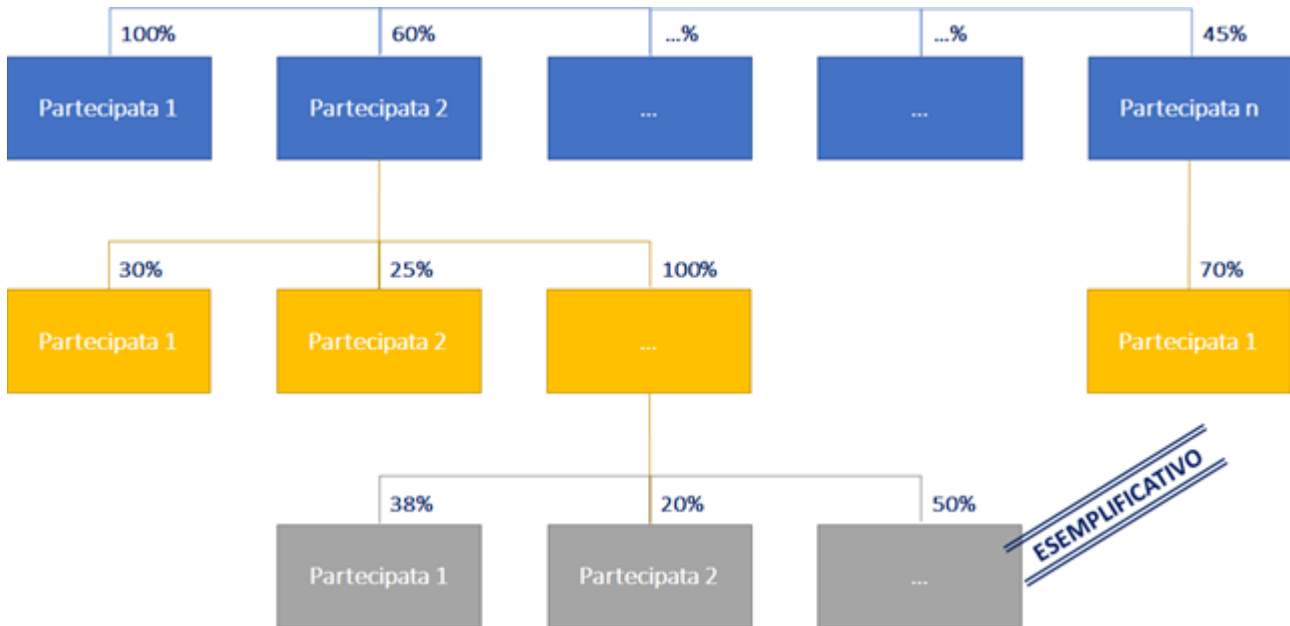 100%
60%
...%
...%
45%
Partecipata 1
Partecipata 2
...
...
Partecipata n
30%
25%
100%
70%
Partecipata 1
Partecipata 2
...
Partecipata 1
38%
20%
50%
Partecipata 1
Partecipata 2
...
ESEMPLIFICATIVO